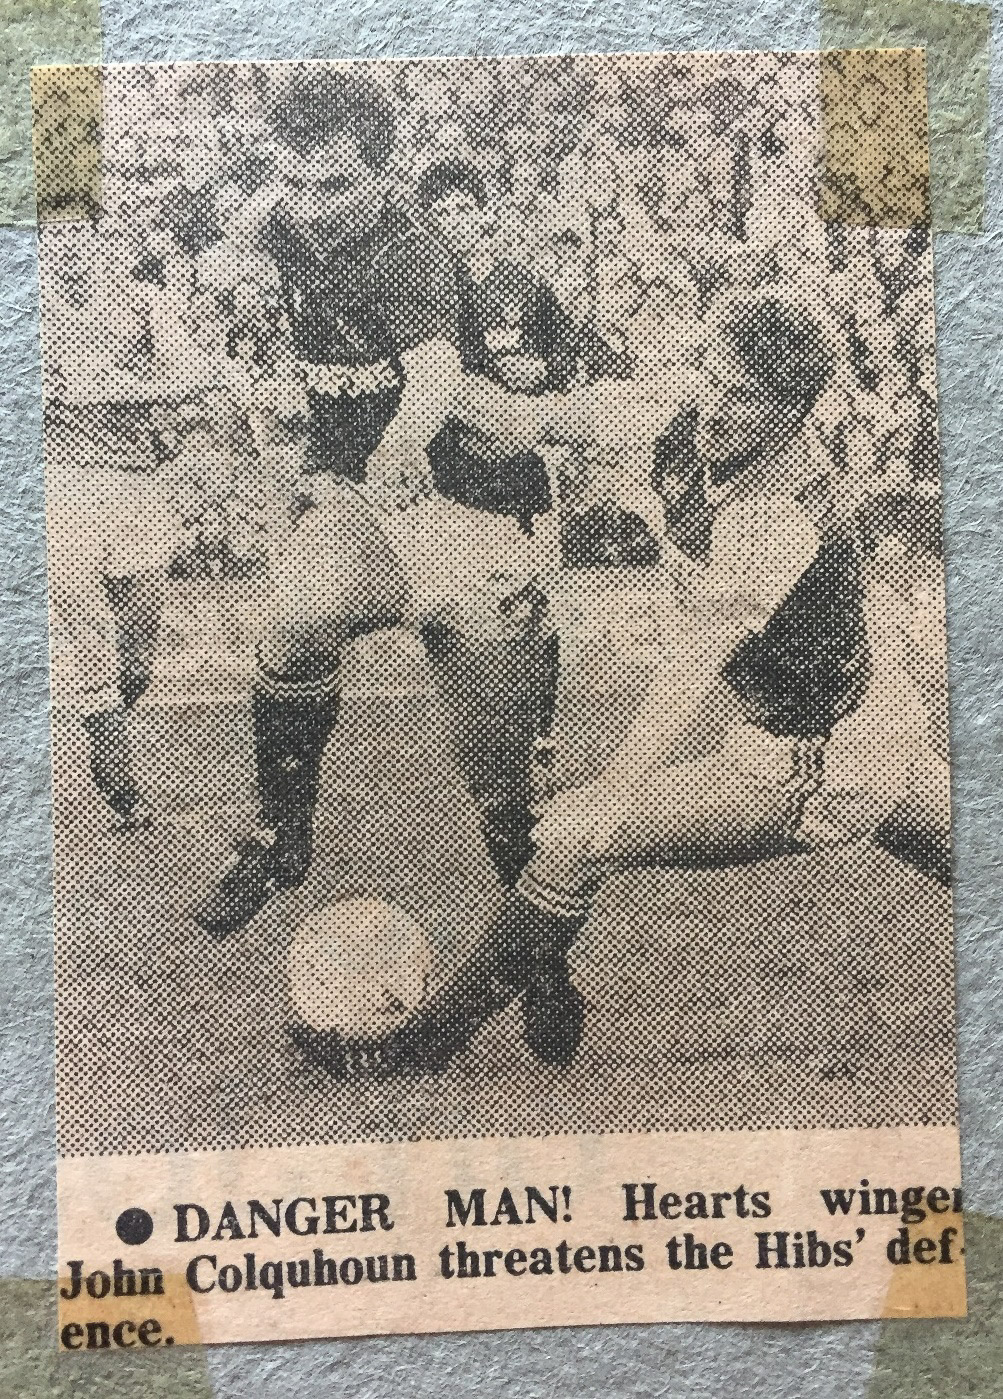 ● DANGER MAN! Hearts winger
John Colquhoun threatens the Hibs' def-
ence.